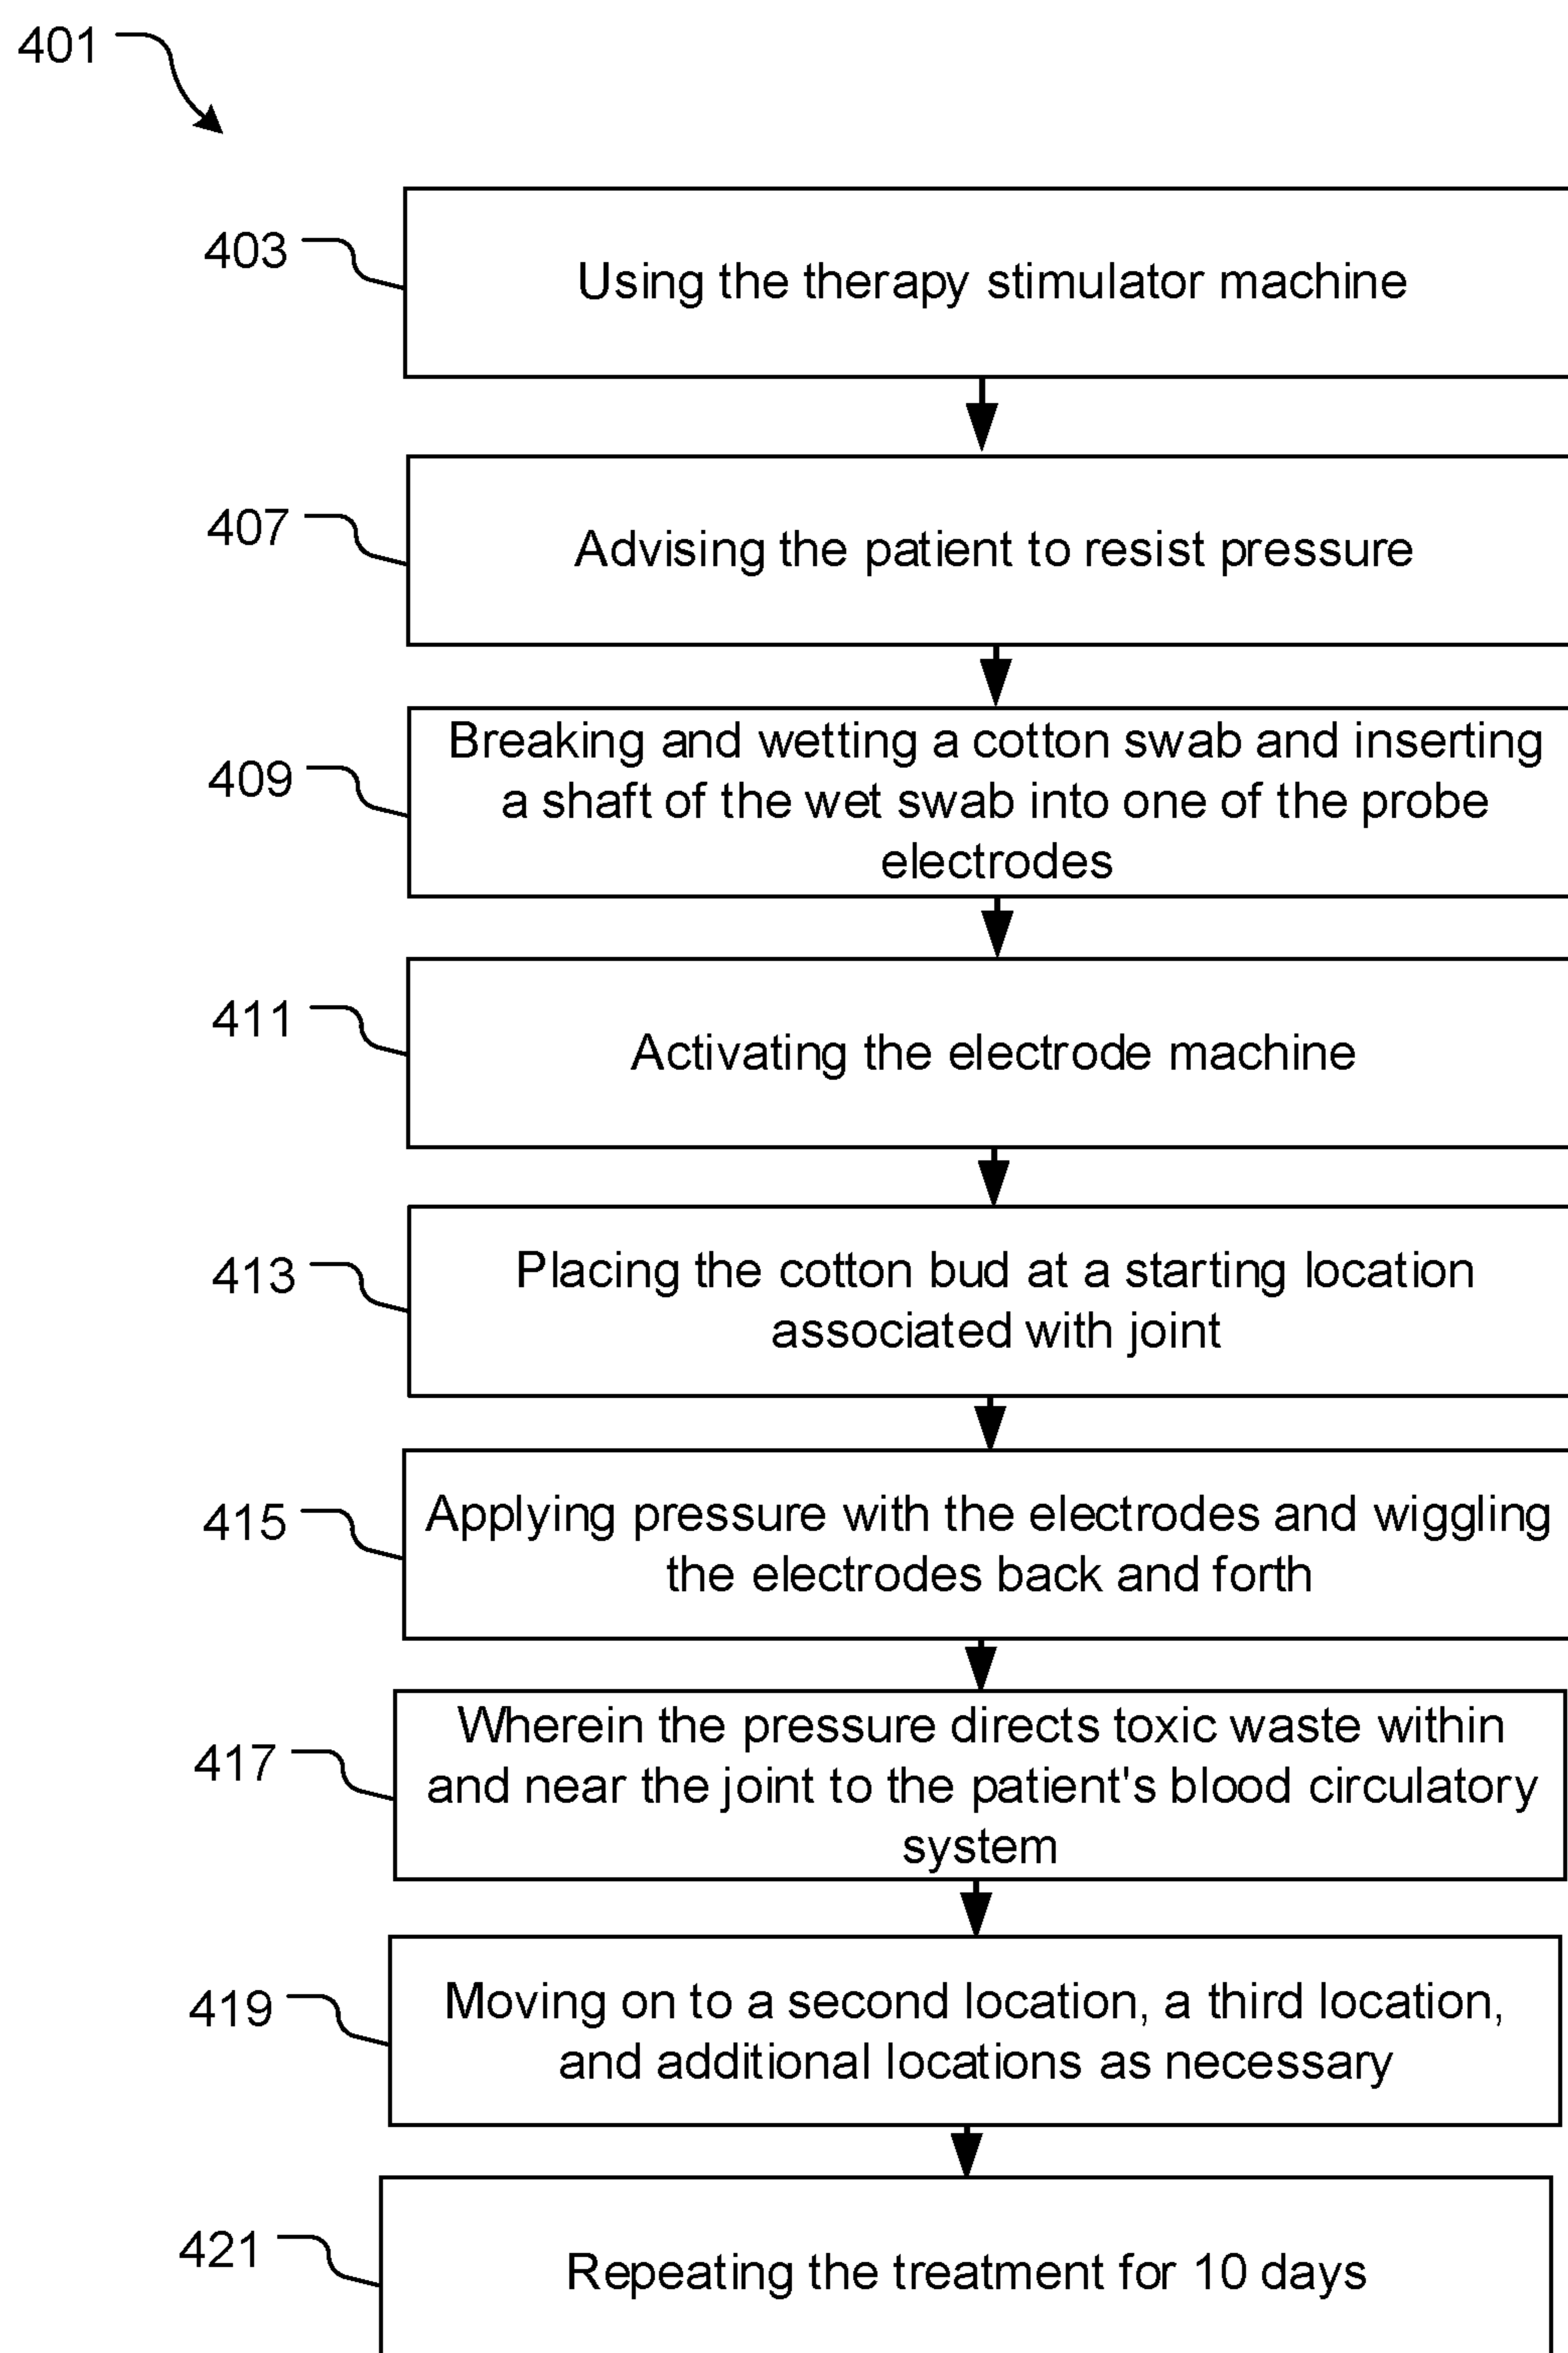 401
403
Using the therapy stimulator machine
407
Advising the patient to resist pressure
409
Breaking and wetting a cotton swab and inserting
a shaft of the wet swab into one of the probe
electrodes
411
Activating the electrode machine
413
Placing the cotton bud at a starting location
associated with joint
415
Applying pressure with the electrodes and wiggling
the electrodes back and forth
417
Wherein the pressure directs toxic waste within
and near the joint to the patient's blood circulatory
system
419
Moving on to a second location, a third location,
and additional locations as necessary
421
Repeating the treatment for 10 days